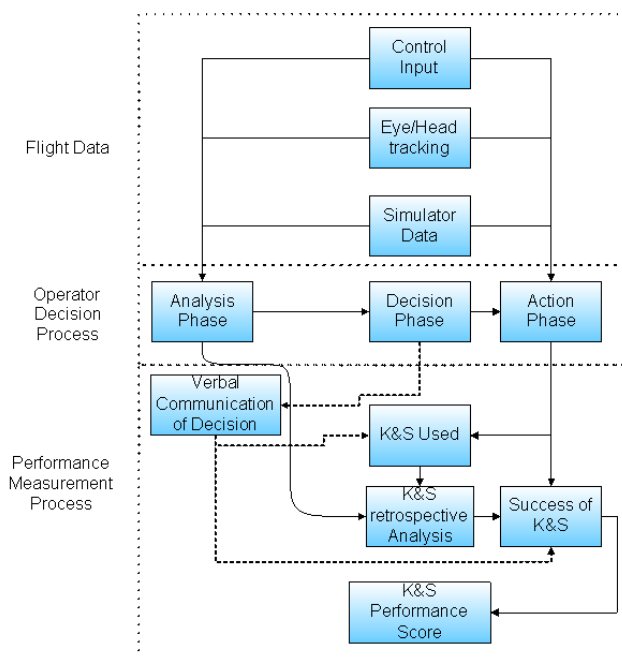 Control
Input
Flight Data
Eye/Head
tracking
Simulator
Data
Operator
Decision
Process
Analysis
Phase
Decision
Phase
Action
Phase
Performance
Measurement
Process
Verbal
Communication
of Decision
K&S Used
K&S
retrospective
Analysis
Success of
K&S
K&S
Performance
Score